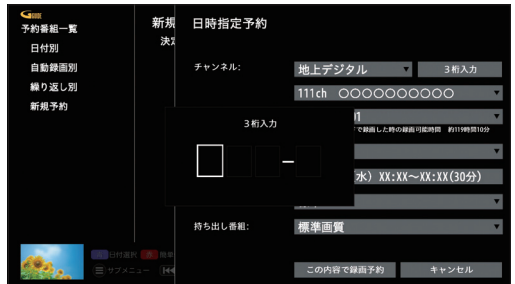 GGUIDE
予約番組一覧
日付別
自動録画別
繰り返し別
新規予約
新規
決定
日時指定予約
チャンネル:
地上デジタル
3桁入力
111ch 〇〇〇〇〇〇〇〇〇〇
3桁入力
01
で録画した時の録画可能時間 約119時間10分
水) XX:XX〜XX:XX(30分)
持ち出し番組:
標準画質
日付選択
簡単
サブメニュー
この内容で録画予約
キャンセル